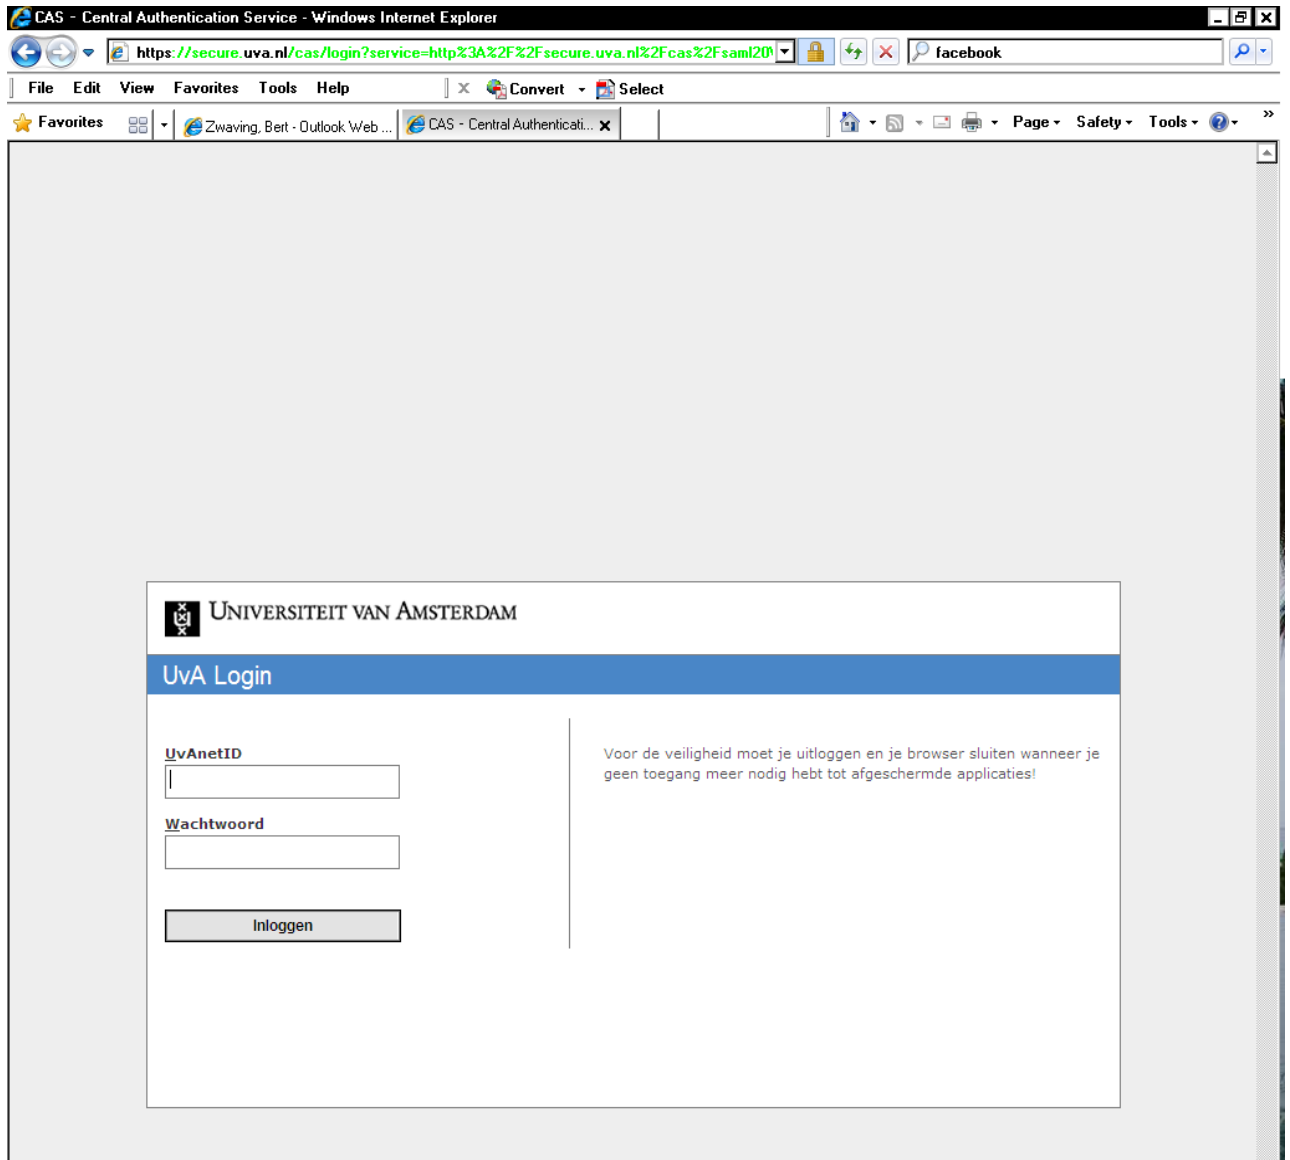 CAS - Central Authentication Service - Windows Internet Explorer
https://secure.uva.nl/cas/login?service=http%3A%2F%2Fsecure.uva.nl%2Fcas%2Fsaml20
facebook
File Edit View Favorites Tools Help x Convert Select
Favorites Zwaving, Bert - Outlook Web ... CAS - Central Authenticati... x Page Safety Tools »
UNIVERSITEIT VAN AMSTERDAM
UvA Login
UvAnetID
Voor de veiligheid moet je uitloggen en je browser sluiten wanneer je
geen toegang meer nodig hebt tot afgeschermde applicaties!
Wachtwoord
Inloggen